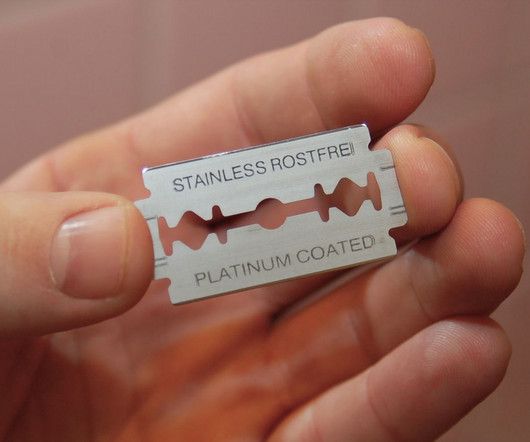 STAINLESS ROSTFREI
PLATINUM COATED